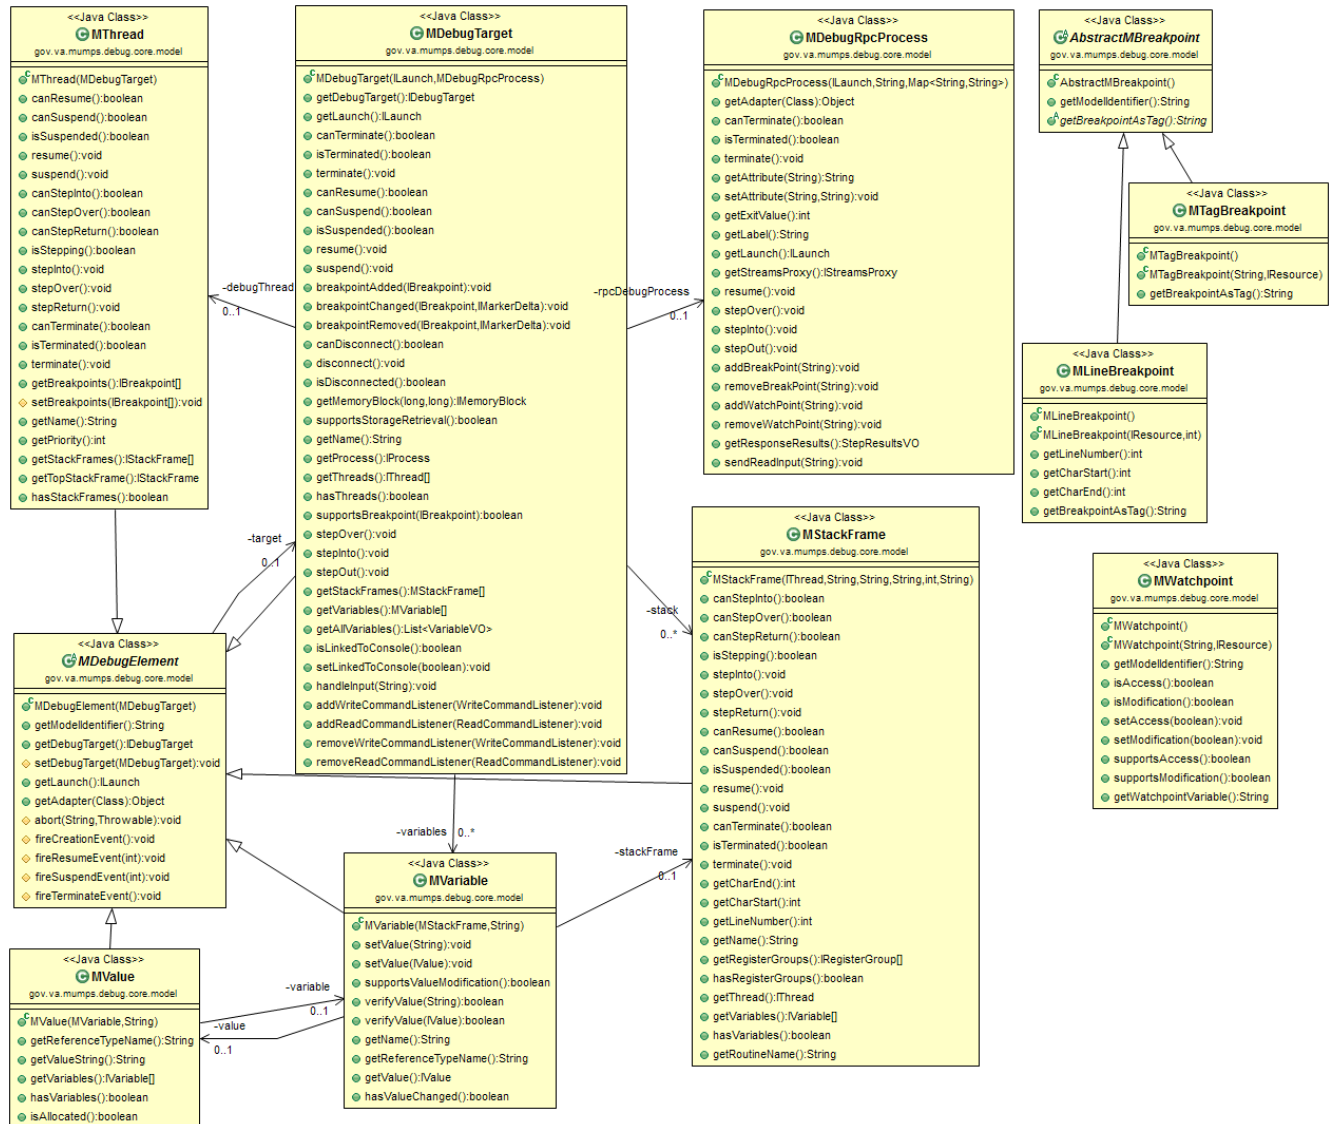 <<Java Class>>
MThread
gov.va.mumps.debug.core.model
MThread(MDebugTarget)
canResume():boolean
canSuspend():boolean
isSuspended():boolean
resume():void
suspend():void
canStepInto():boolean
canStepOver():boolean
canStepReturn():boolean
isStepping():boolean
stepInto():void
stepOver():void
stepReturn():void
canTerminate():boolean
isTerminated():boolean
terminate():void
getBreakpoints():IBreakpoint[]
setBreakpoints(IBreakpoint[]):void
getName():String
getPriority():int
getStackFrames():IStackFrame[]
getTopStackFrame():IStackFrame
hasStackFrames():boolean
<<Java Class>>
MDebugTarget
gov.va.mumps.debug.core.model
MDebugTarget(ILaunch,MDebugRpcProcess)
getDebugTarget():IDebugTarget
getLaunch():ILaunch
canTerminate():boolean
isTerminated():boolean
terminate():void
canResume():boolean
canSuspend():boolean
isSuspended():boolean
resume():void
suspend():void
breakpointAdded(IBreakpoint):void
breakpointChanged(IBreakpoint,IMarkerDelta):void
breakpointRemoved(IBreakpoint,IMarkerDelta):void
canDisconnect():boolean
disconnect():void
isDisconnected():boolean
getMemoryBlock(long,long):IMemoryBlock
supportsStorageRetrieval():boolean
getName():String
getProcess():IProcess
getThreads():IThread[]
hasThreads():boolean
supportsBreakpoint(IBreakpoint):boolean
stepOver():void
stepInto():void
stepOut():void
getStackFrames():MStackFrame[]
getVariables():MVariable[]
getAllVariables():List<VariableVO>
isLinkedToConsole():boolean
setLinkedToConsole(boolean):void
handleInput(String):void
addWriteCommandListener(WriteCommandListener):void
addReadCommandListener(ReadCommandListener):void
removeWriteCommandListener(WriteCommandListener):void
removeReadCommandListener(ReadCommandListener):void
<<Java Class>>
MDebugRpcProcess
gov.va.mumps.debug.core.model
MDebugRpcProcess(ILaunch,String,Map<String,String>)
getAdapter(Class):Object
canTerminate():boolean
isTerminated():boolean
terminate():void
getAttribute(String):String
setAttribute(String,String):void
getExitValue():int
getLabel():String
getLaunch():ILaunch
getStreamsProxy():IStreamsProxy
resume():void
stepOver():void
stepInto():void
stepOut():void
addBreakPoint(String):void
removeBreakPoint(String):void
addWatchPoint(String):void
removeWatchPoint(String):void
getResponseResults():StepResultsVO
sendReadInput(String):void
<<Java Class>>
AbstractMBreakpoint
gov.va.mumps.debug.core.model
AbstractMBreakpoint()
getModelIdentifier():String
getBreakpointAsTag():String
<<Java Class>>
MTagBreakpoint
gov.va.mumps.debug.core.model
MTagBreakpoint()
MTagBreakpoint(String,IResource)
getBreakpointAsTag():String
-debugThread
0..1
-rpcDebugProcess
0..1
<<Java Class>>
MLineBreakpoint
gov.va.mumps.debug.core.model
MLineBreakpoint()
MLineBreakpoint(IResource,int)
getLineNumber():int
getCharStart():int
getCharEnd():int
getBreakpointAsTag():String
-target
0..1
-stack
0..*
<<Java Class>>
MStackFrame
gov.va.mumps.debug.core.model
MStackFrame(IThread,String,String,String,int,String)
canStepInto():boolean
canStepOver():boolean
canStepReturn():boolean
isStepping():boolean
stepInto():void
stepOver():void
stepReturn():void
canResume():boolean
canSuspend():boolean
isSuspended():boolean
resume():void
suspend():void
canTerminate():boolean
isTerminated():boolean
terminate():void
getCharEnd():int
getCharStart():int
getLineNumber():int
getName():String
getRegisterGroups():IRegisterGroup[]
hasRegisterGroups():boolean
getThread():IThread
getVariables():IVariable[]
hasVariables():boolean
getRoutineName():String
<<Java Class>>
MWatchpoint
gov.va.mumps.debug.core.model
MWatchpoint()
MWatchpoint(String,IResource)
getModelIdentifier():String
isAccess():boolean
isModification():boolean
setAccess(boolean):void
setModification(boolean):void
supportsAccess():boolean
supportsModification():boolean
getWatchpointVariable():String
<<Java Class>>
MDebugElement
gov.va.mumps.debug.core.model
MDebugElement(MDebugTarget)
getModelIdentifier():String
getDebugTarget():IDebugTarget
setDebugTarget(MDebugTarget):void
getLaunch():ILaunch
getAdapter(Class):Object
abort(String,Throwable):void
fireCreationEvent():void
fireResumeEvent(int):void
fireSuspendEvent(int):void
fireTerminateEvent():void
-variables
0..*
-stackFrame
0..1
<<Java Class>>
MVariable
gov.va.mumps.debug.core.model
MVariable(MStackFrame,String)
setValue(String):void
setValue(IValue):void
supportsValueModification():boolean
verifyValue(String):boolean
verifyValue(IValue):boolean
getName():String
getReferenceTypeName():String
getValue():IValue
hasValueChanged():boolean
<<Java Class>>
MValue
gov.va.mumps.debug.core.model
MValue(MVariable,String)
getReferenceTypeName():String
getValueString():String
getVariables():IVariable[]
hasVariables():boolean
isAllocated():boolean
-variable
0..1
-value
0..1